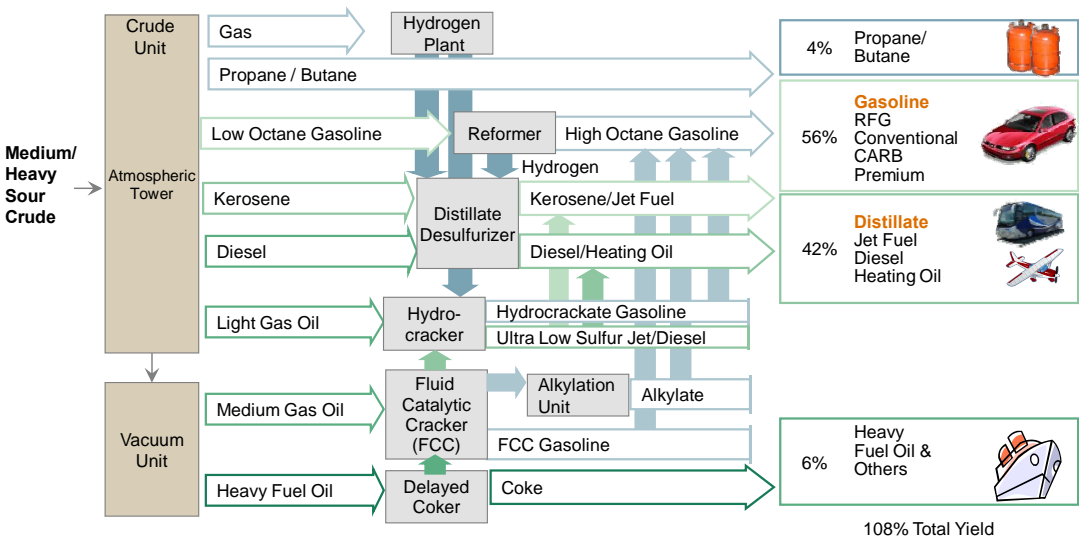 Crude
Unit
Gas
Hydrogen
Plant
Propane / Butane
4%
Propane/
Butane
Low Octane Gasoline
Reformer
High Octane Gasoline
Hydrogen
56%
Gasoline
RFG
Conventional
CARB
Premium
Medium/
Heavy
Sour
Crude
Atmospheric
Tower
Kerosene
Distillate
Desulfurizer
Kerosene/Jet Fuel
Diesel
Diesel/Heating Oil
42%
Distillate
Jet Fuel
Diesel
Heating Oil
Light Gas Oil
Hydro-
cracker
Hydrocrackate Gasoline
Ultra Low Sulfur Jet/Diesel
Vacuum
Unit
Medium Gas Oil
Fluid
Catalytic
Cracker
(FCC)
Alkylation
Unit
Alkylate
FCC Gasoline
Heavy Fuel Oil
Delayed
Coker
Coke
6%
Heavy
Fuel Oil &
Others
108% Total Yield